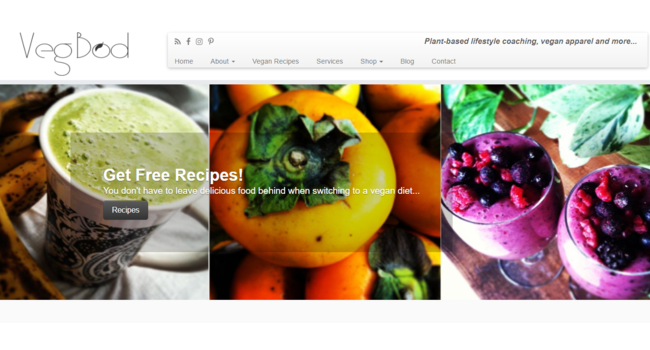 VegBod
Plant-based lifestyle coaching, vegan apparel and more...
Home About Vegan Recipes Services Shop Blog Contact
Get Free Recipes!
You don't have to leave delicious food behind when switching to a vegan diet...
Recipes